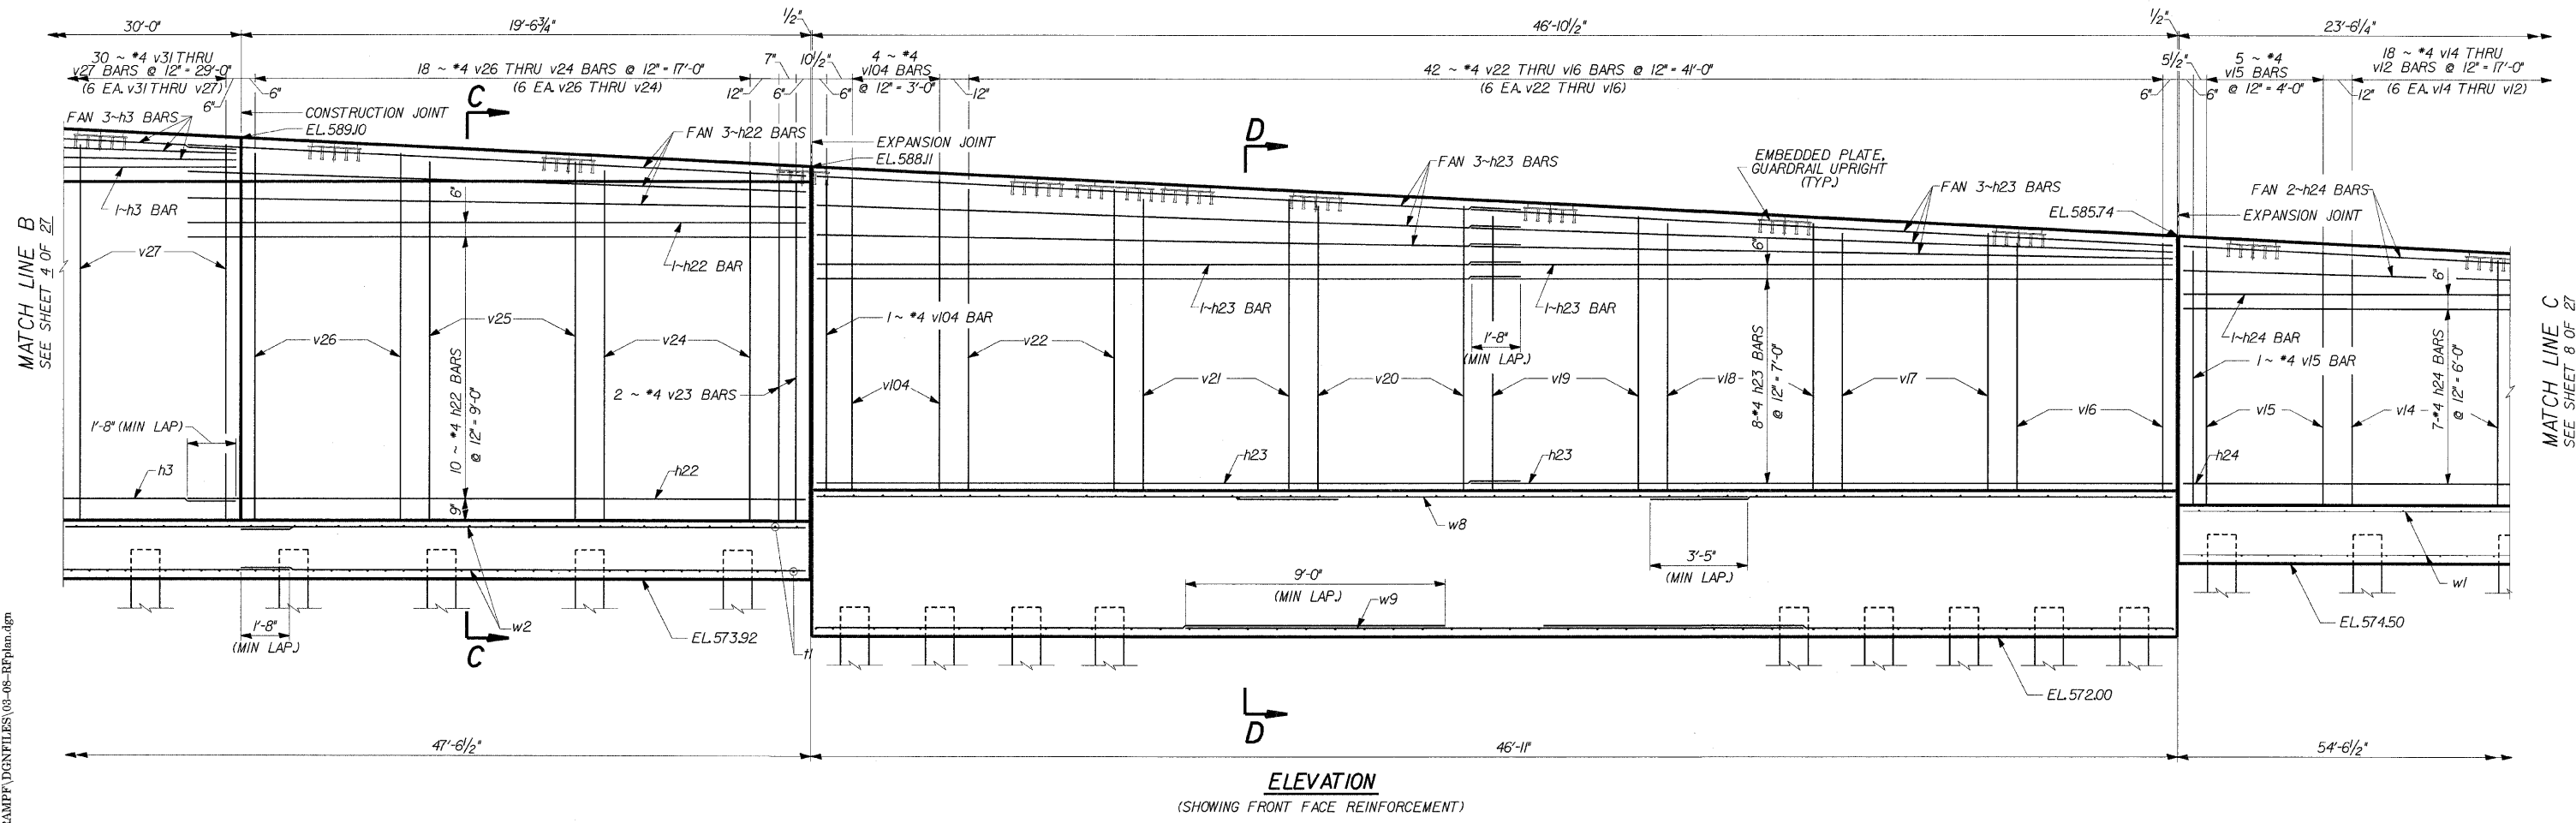 30'-0"
19'-6¾"
½"
46'-10½"
½"
23'-6¼"
30 ~ #4 v31 THRU
v27 BARS @ 12" = 29'-0"
(6 EA. v31 THRU v27)
6"
6"
18 ~ #4 v26 THRU v24 BARS @ 12" = 17'-0"
(6 EA. v26 THRU v24)
12"
7"
6"
10½"
6"
4 ~ #4
v104 BARS
@ 12" = 3'-0"
12"
42 ~ #4 v22 THRU v16 BARS @ 12" = 41'-0"
(6 EA. v22 THRU v16)
6"
5½"
6"
5 ~ #4
v15 BARS
@ 12" = 4'-0"
12"
18 ~ #4 v14 THRU
v12 BARS @ 12" = 17'-0"
(6 EA. v14 THRU v12)
FAN 3~h3 BARS
CONSTRUCTION JOINT
EL.589.10
C
FAN 3~h22 BARS
EXPANSION JOINT
EL.588.11
D
FAN 3~h23 BARS
EMBEDDED PLATE,
GUARDRAIL UPRIGHT
(TYP.)
FAN 3~h23 BARS
EL.585.74
FAN 2~h24 BARS
EXPANSION JOINT
MATCH LINE B
SEE SHEET 4 OF 27
1~h3 BAR
6"
1~h22 BAR
6"
1~h23 BAR
1~h23 BAR
6"
1~h24 BAR
v27
v26
v25
v24
1 ~ #4 v104 BAR
v22
1'-8"
(MIN LAP.)
1 ~ #4 v15 BAR
MATCH LINE C
SEE SHEET 8 OF 27
2 ~ #4 v23 BARS
v104
v21
v20
v19
v18
v17
v16
v15
v14
10 ~ #4 h22 BARS
@ 12" = 9'-0"
8-#4 h23 BARS
@ 12" = 7'-0"
7-#4 h24 BARS
@ 12" = 6'-0"
1'-8" (MIN LAP.)
h3
h22
h23
h23
h24
9"
w8
3'-5"
(MIN LAP.)
9'-0"
(MIN LAP.)
w9
w1
1'-8"
(MIN LAP.)
w2
EL.573.92
t1
EL.574.50
C
EL.572.00
D
47'-6½"
46'-11"
54'-6½"
ELEVATION
(SHOWING FRONT FACE REINFORCEMENT)
\DGNFILES\03-08-RFplan.dgn